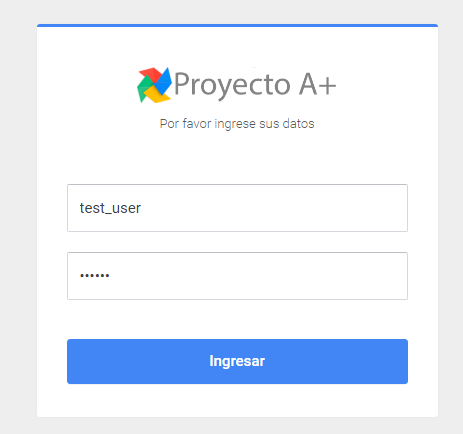 Proyecto A+
Por favor ingrese sus datos
test_user
••••••
Ingresar